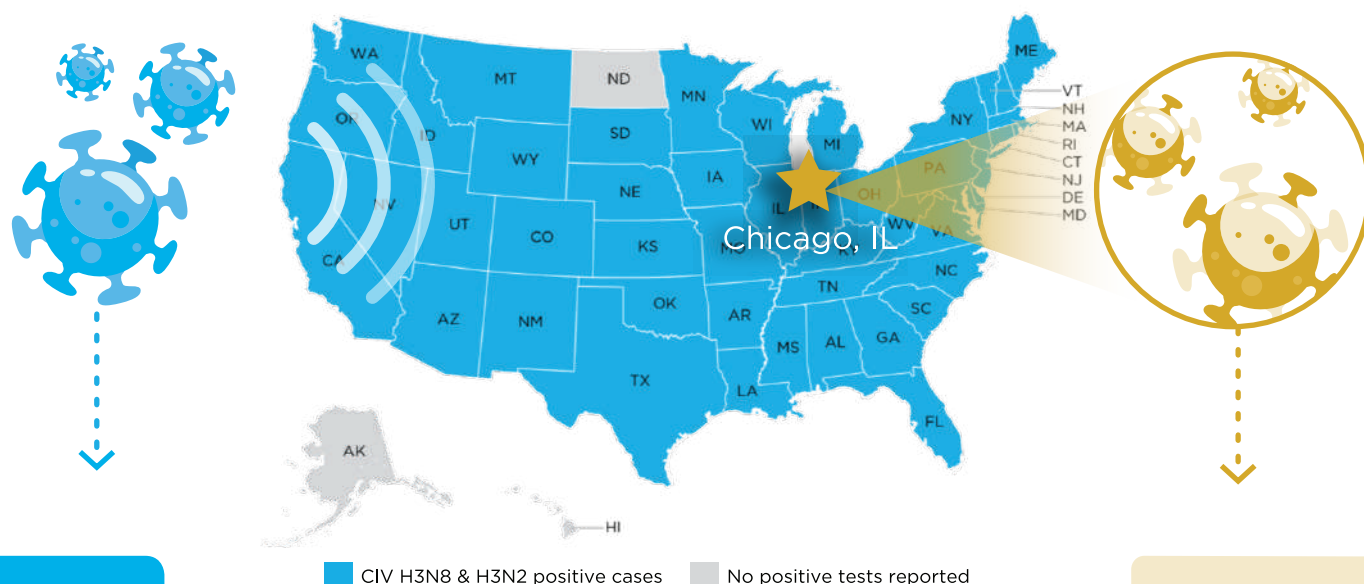 WA
MT
ND
MN
ME
VT
NH
MA
RI
CT
NJ
DE
MD
OR
ID
SD
WI
MI
NY
WY
IA
PA
NE
OH
NV
UT
CO
IL
IN
WV
VA
KS
MO
KY
Chicago, IL
CA
NC
TN
OK
AR
SC
AZ
NM
MS
AL
GA
TX
LA
FL
AK
HI
CIV H3N8 & H3N2 positive cases
No positive tests reported